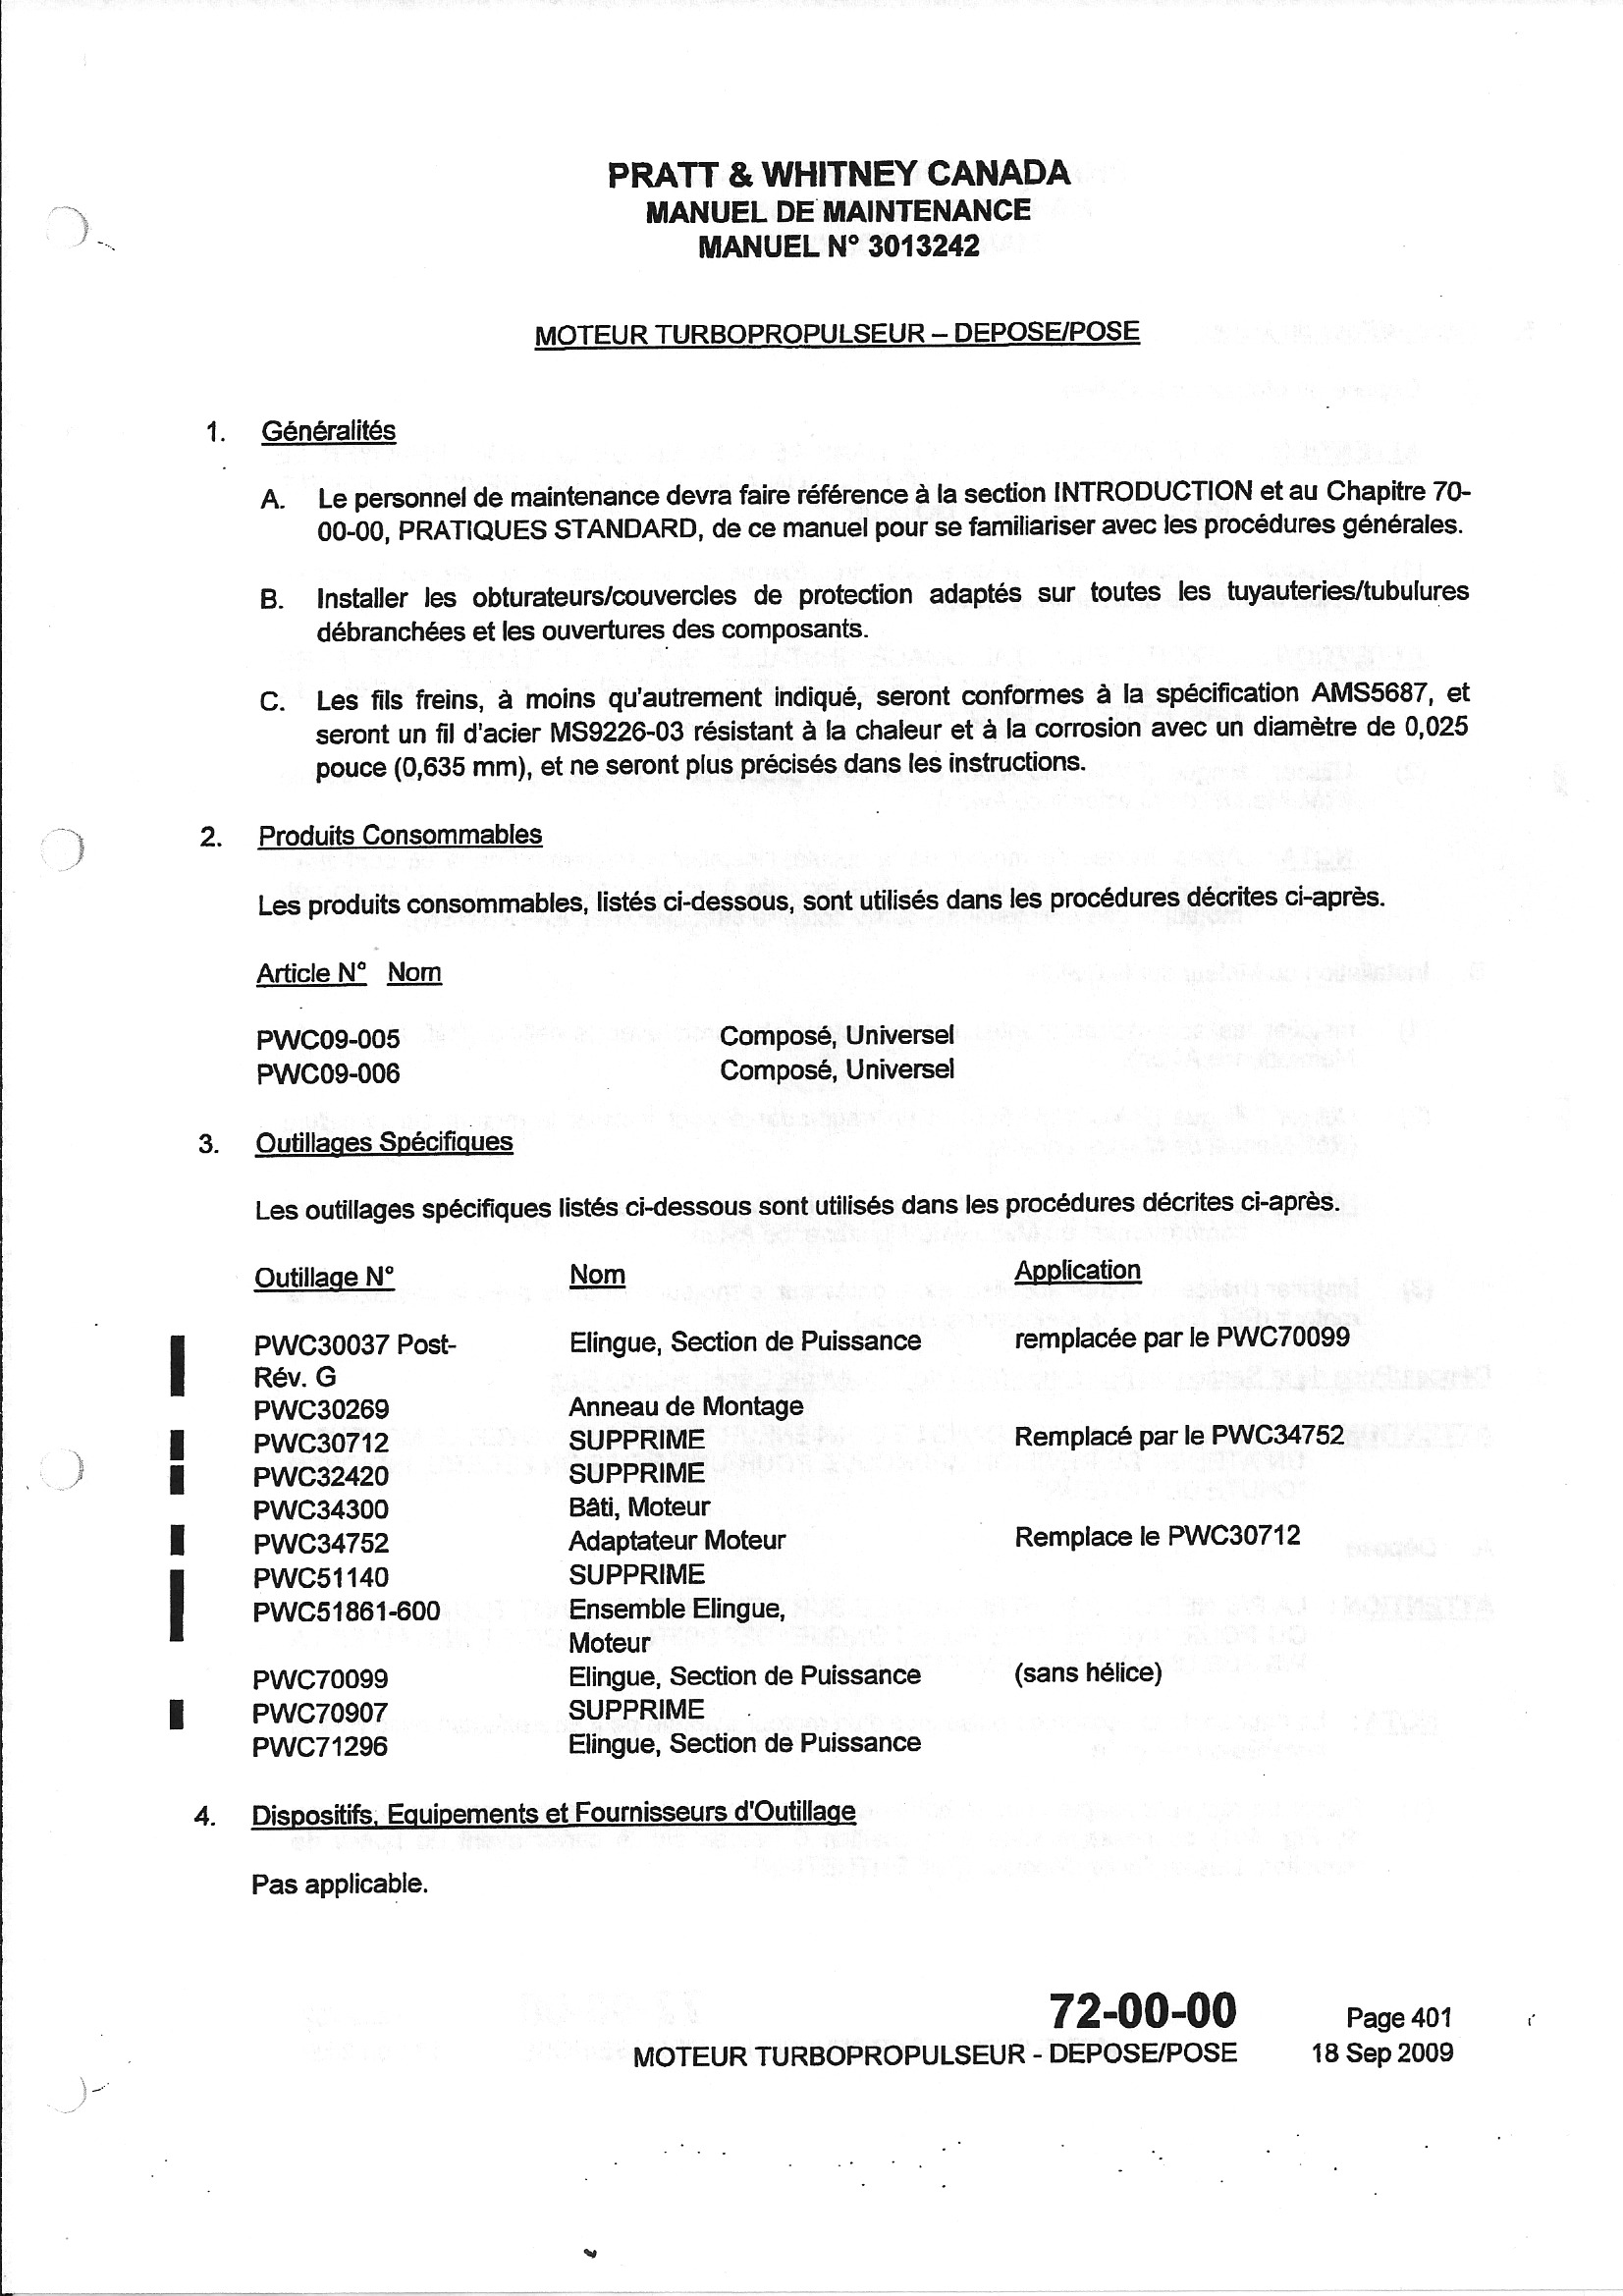 PRATT & WHITNEY CANADA
MANUEL DE MAINTENANCE
MANUEL N° 3013242
MOTEUR TURBOPROPULSEUR – DEPOSE/POSE
1. Généralités
A. Le personnel de maintenance devra faire référence à la section INTRODUCTION et au Chapitre 70-
00-00, PRATIQUES STANDARD, de ce manuel pour se familiariser avec les procédures générales.
B. Installer les obturateurs/couvercles de protection adaptés sur toutes les tuyauteries/tubulures
débranchées et les ouvertures des composants.
C. Les fils freins, à moins qu'autrement indiqué, seront conformes à la spécification AMS5687, et
seront un fil d'acier MS9226-03 résistant à la chaleur et à la corrosion avec un diamètre de 0,025
pouce (0,635 mm), et ne seront plus précisés dans les instructions.
2. Produits Consommables
Les produits consommables, listés ci-dessous, sont utilisés dans les procédures décrites ci-après.
Article N° Nom
PWC09-005 Composé, Universel
PWC09-006 Composé, Universel
3. Outillages Spécifiques
Les outillages spécifiques listés ci-dessous sont utilisés dans les procédures décrites ci-après.
Outillage N° Nom Application
PWC30037 Post- Elingue, Section de Puissance remplacée par le PWC70099
Rév. G
PWC30269 Anneau de Montage
PWC30712 SUPPRIME Remplacé par le PWC34752
PWC32420 SUPPRIME
PWC34300 Bâti, Moteur
PWC34752 Adaptateur Moteur Remplace le PWC30712
PWC51140 SUPPRIME
PWC51861-600 Ensemble Elingue,
Moteur
PWC70099 Elingue, Section de Puissance (sans hélice)
PWC70907 SUPPRIME
PWC71296 Elingue, Section de Puissance
4. Dispositifs, Equipements et Fournisseurs d'Outillage
Pas applicable.
72-00-00 Page 401
MOTEUR TURBOPROPULSEUR - DEPOSE/POSE 18 Sep 2009